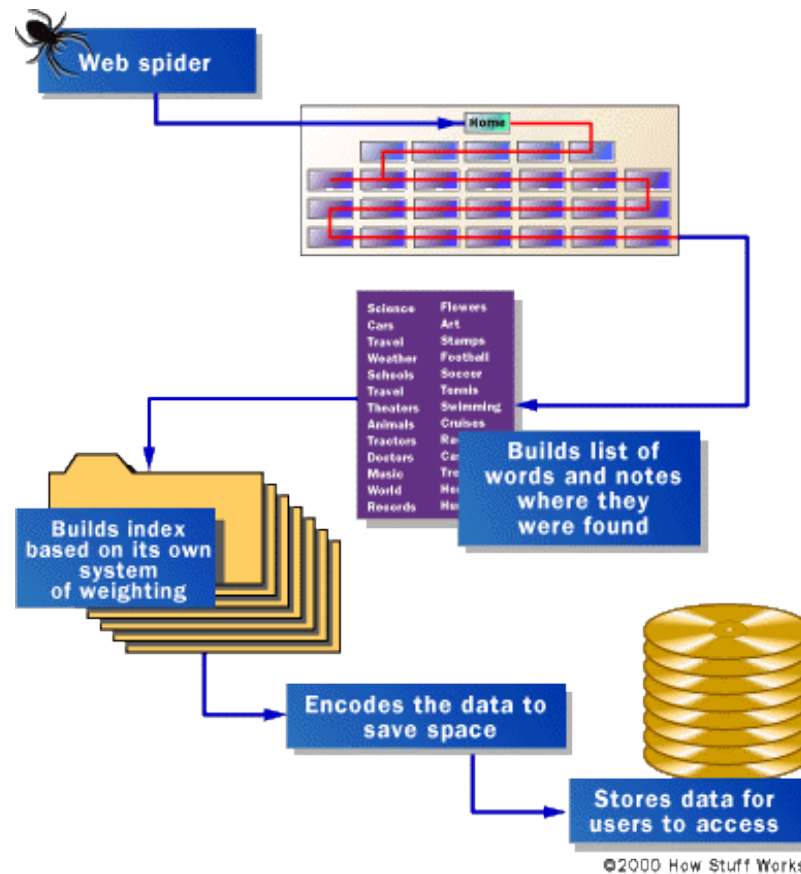 Web spider
Home
Science
Cars
Travel
Weather
Schools
Travel
Theaters
Animals
Tractors
Doctors
Music
World
Records
Flowers
Art
Stamps
Football
Soccer
Tennis
Swimming
Cruises
Builds list of
words and notes
where they
were found
Builds index
based on its own
system
of weighting
Encodes the data to
save space
Stores data for
users to access
©2000 How Stuff Works